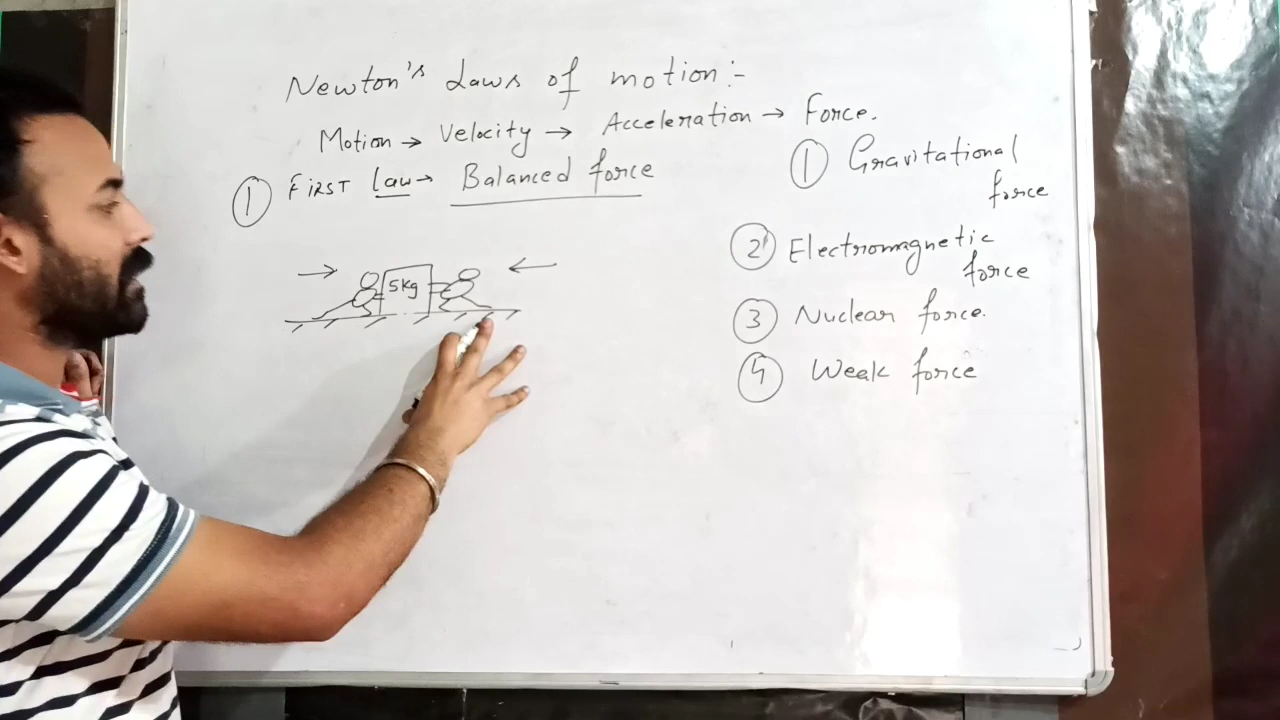 Newton's Laws of motion :-
Motion → Velocity → Acceleration → Force.
① First law → Balanced force
① Gravitational
force
② Electromagnetic
force
5kg
③ Nuclear force.
④ Weak force